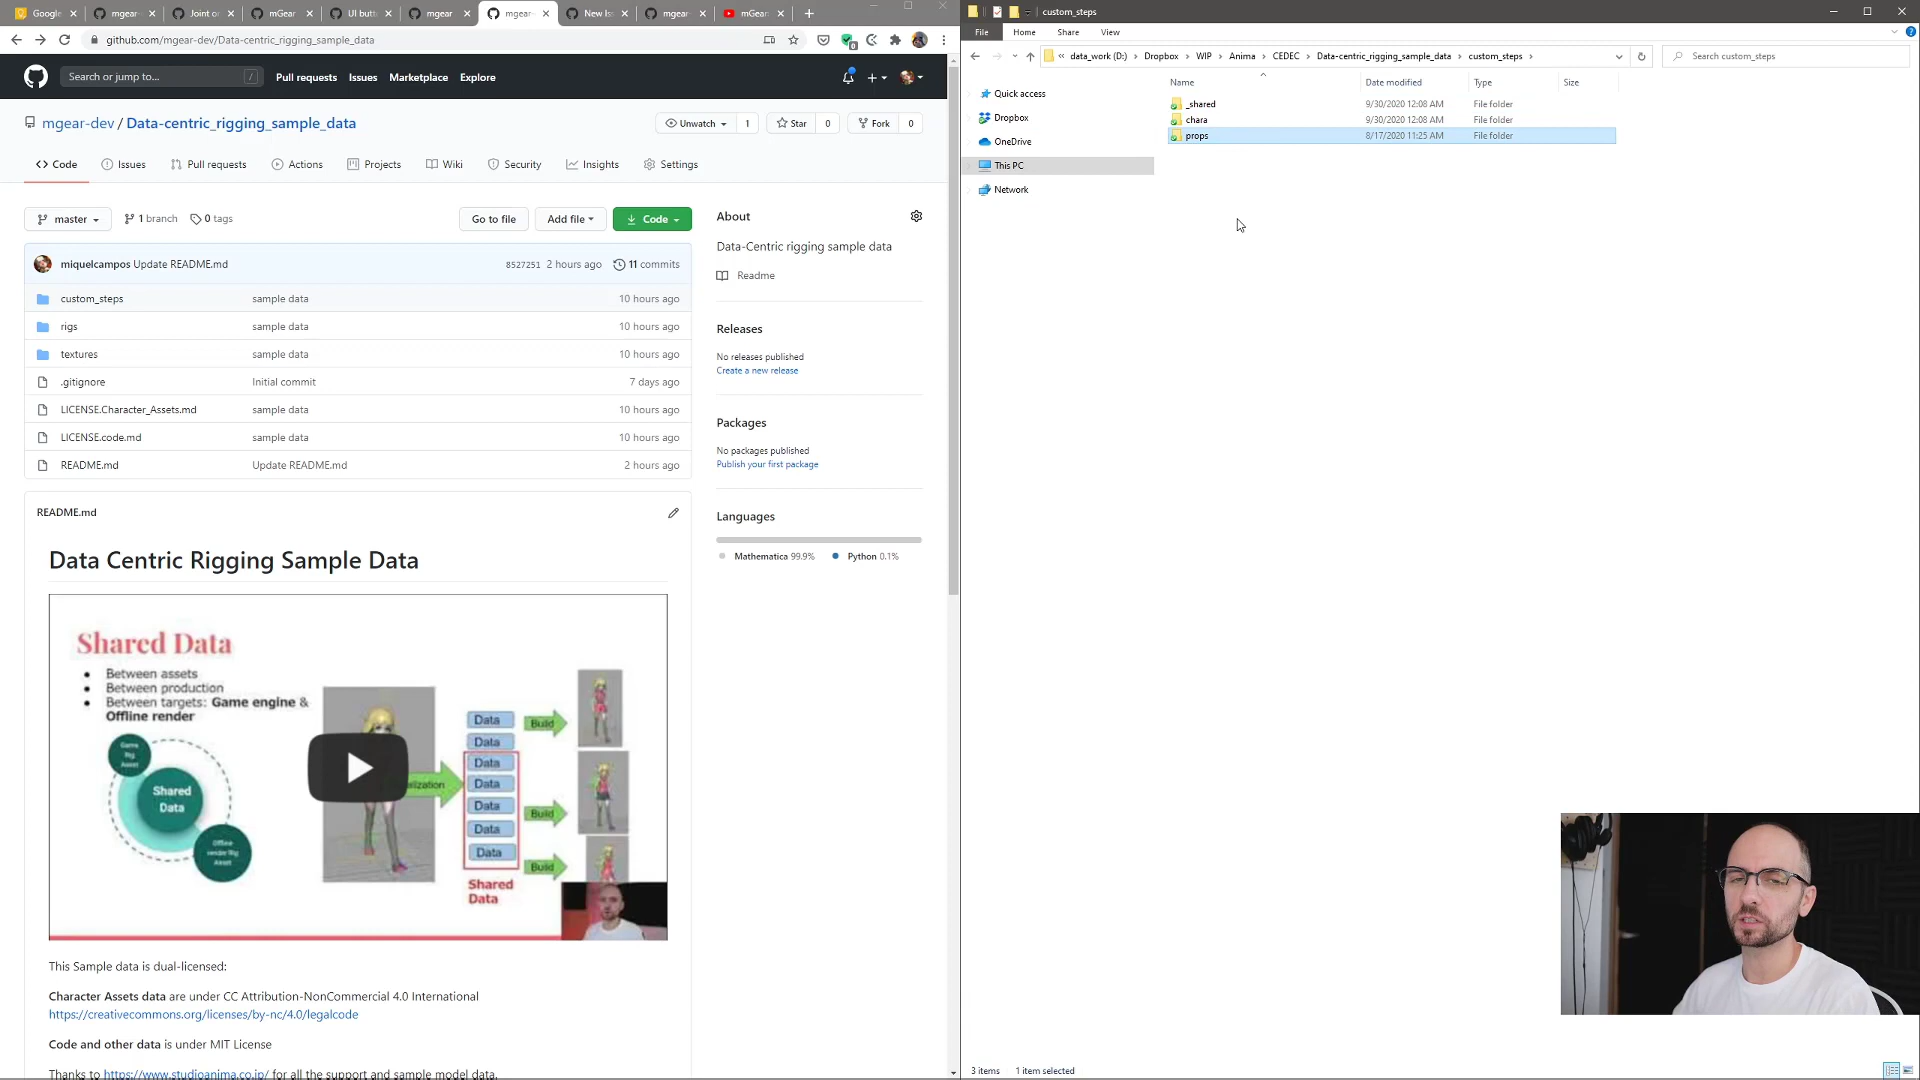 Google
mgear-
Joint or
mGear
UI butt
mgear
mgear-
New Iss
mgear-
mGear
github.com/mgear-dev/Data-centric_rigging_sample_data
Search or jump to...
/
Pull requests
Issues
Marketplace
Explore
mgear-dev / Data-centric_rigging_sample_data
Unwatch
1
Star
0
Fork
0
Code
Issues
Pull requests
Actions
Projects
Wiki
Security
Insights
Settings
master
1 branch
0 tags
Go to file
Add file
Code
miquelcampos Update README.md
8527251 2 hours ago
11 commits
custom_steps sample data 10 hours ago
rigs sample data 10 hours ago
textures sample data 10 hours ago
.gitignore Initial commit 7 days ago
LICENSE.Character_Assets.md sample data 10 hours ago
LICENSE.code.md sample data 10 hours ago
README.md Update README.md 2 hours ago
About
Data-Centric rigging sample data
Readme
Releases
No releases published
Create a new release
Packages
No packages published
Publish your first package
Languages
Mathematica 99.9%
Python 0.1%
README.md
Data Centric Rigging Sample Data
Shared Data
Between assets
Between production
Between targets: Game engine &
Offline render
Game
Rig
Asset
Shared
Data
Offline
render Rig
Asset
Data
Data
Data
Data
Data
Data
Data
Build
Build
Build
Shared
Data
This Sample data is dual-licensed:
Character Assets data are under CC Attribution-NonCommercial 4.0 International
https://creativecommons.org/licenses/by-nc/4.0/legalcode
Code and other data is under MIT License
Thanks to https://www.studioanima.co.jp/ for all the support and sample model data.
custom_steps
File
Home
Share
View
data_work (D:)
Dropbox
WIP
Anima
CEDEC
Data-centric_rigging_sample_data
custom_steps
Search custom_steps
Quick access
Dropbox
OneDrive
This PC
Network
Name Date modified Type Size
_shared 9/30/2020 12:08 AM File folder
chara 9/30/2020 12:08 AM File folder
props 8/17/2020 11:25 AM File folder
3 items
1 item selected